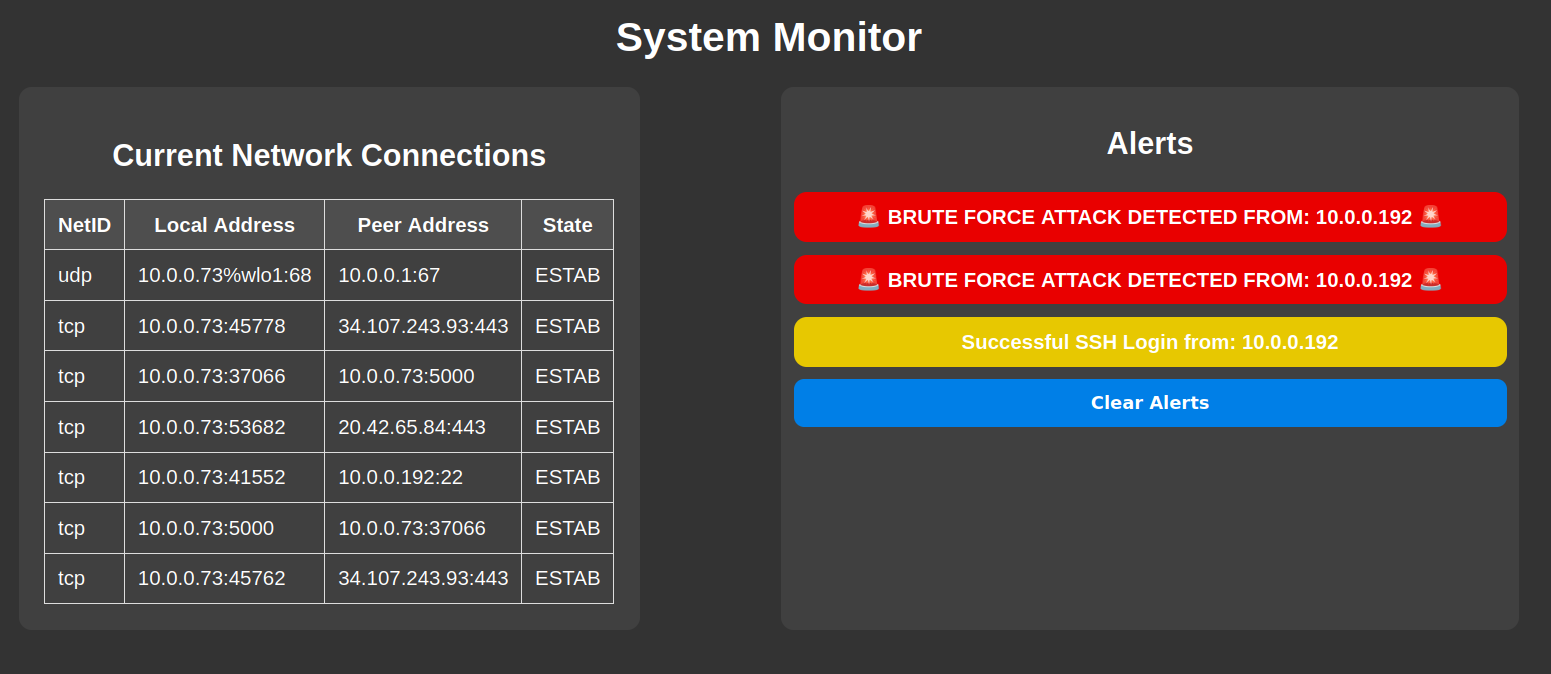 System Monitor
Current Network Connections
NetID Local Address Peer Address State
udp 10.0.0.73%wlo1:68 10.0.0.1:67 ESTAB
tcp 10.0.0.73:45778 34.107.243.93:443 ESTAB
tcp 10.0.0.73:37066 10.0.0.73:5000 ESTAB
tcp 10.0.0.73:53682 20.42.65.84:443 ESTAB
tcp 10.0.0.73:41552 10.0.0.192:22 ESTAB
tcp 10.0.0.73:5000 10.0.0.73:37066 ESTAB
tcp 10.0.0.73:45762 34.107.243.93:443 ESTAB
Alerts
🚨 BRUTE FORCE ATTACK DETECTED FROM: 10.0.0.192 🚨
🚨 BRUTE FORCE ATTACK DETECTED FROM: 10.0.0.192 🚨
Successful SSH Login from: 10.0.0.192
Clear Alerts